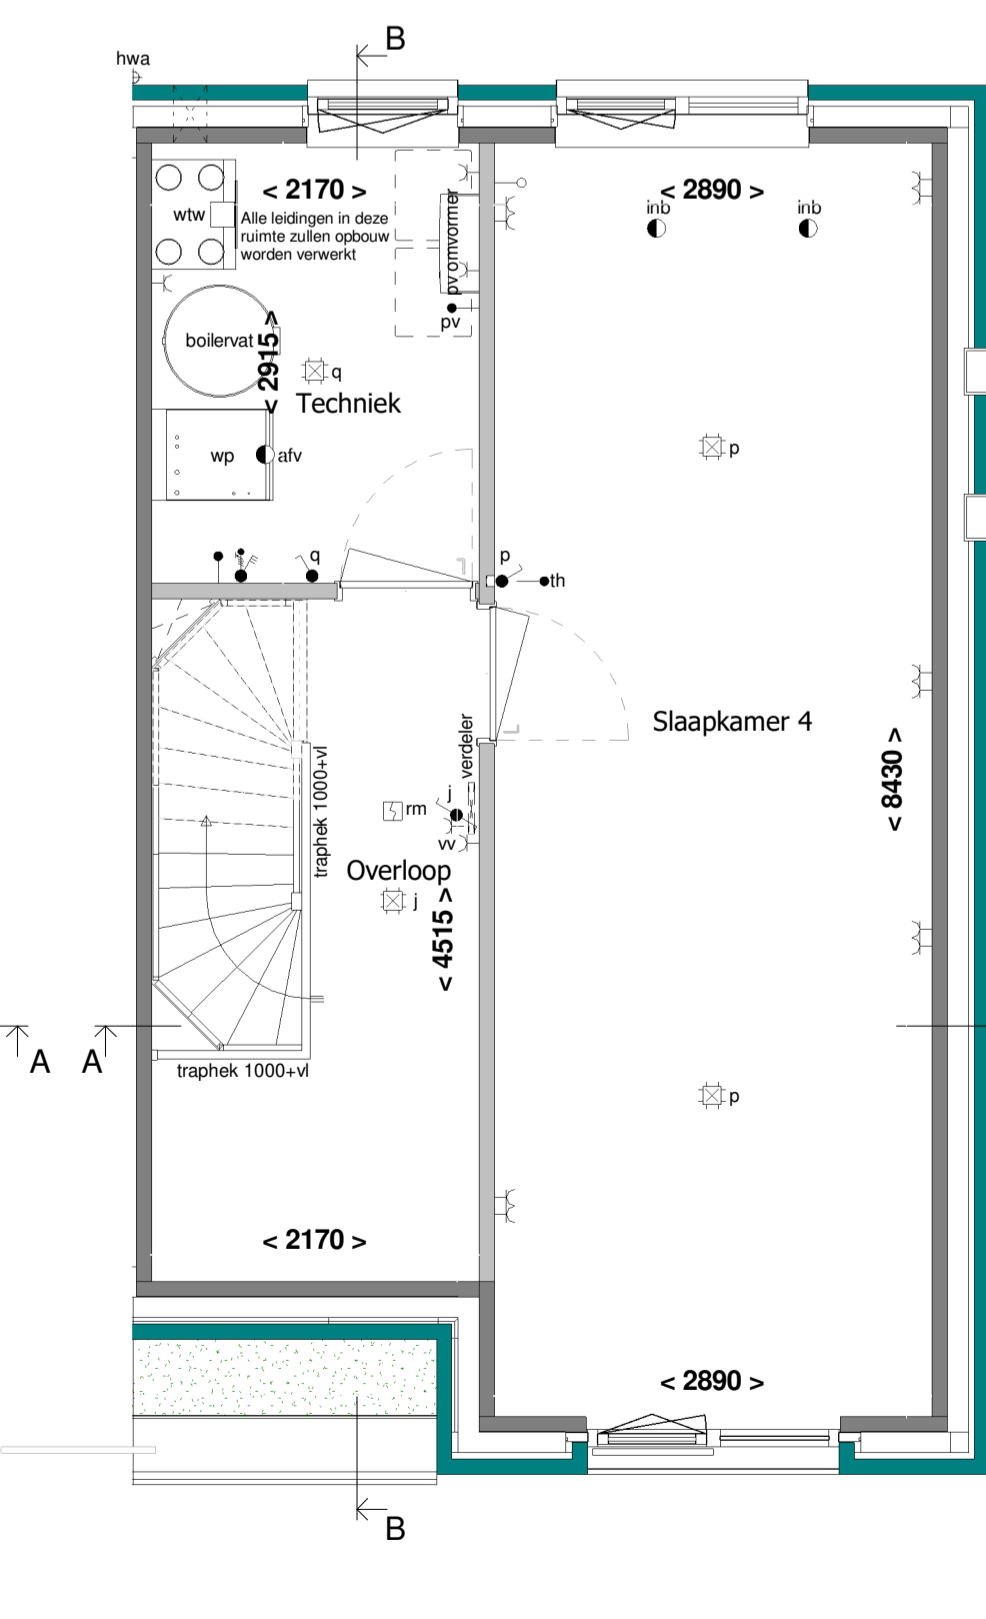 B
hwa
< 2170 >
< 2890 >
wtw
Alle leidingen in deze
ruimte zullen opbouw
worden verwerkt
pv omvormer
inb
inb
pv
boilervat
< 2915 >
q
Techniek
p
wp
afv
q
p
th
Slaapkamer 4
verdeler
traphek 1000+vl
j
rm
vv
< 8430 >
Overloop
j
< 4515 >
A
A
traphek 1000+vl
p
< 2170 >
< 2890 >
B